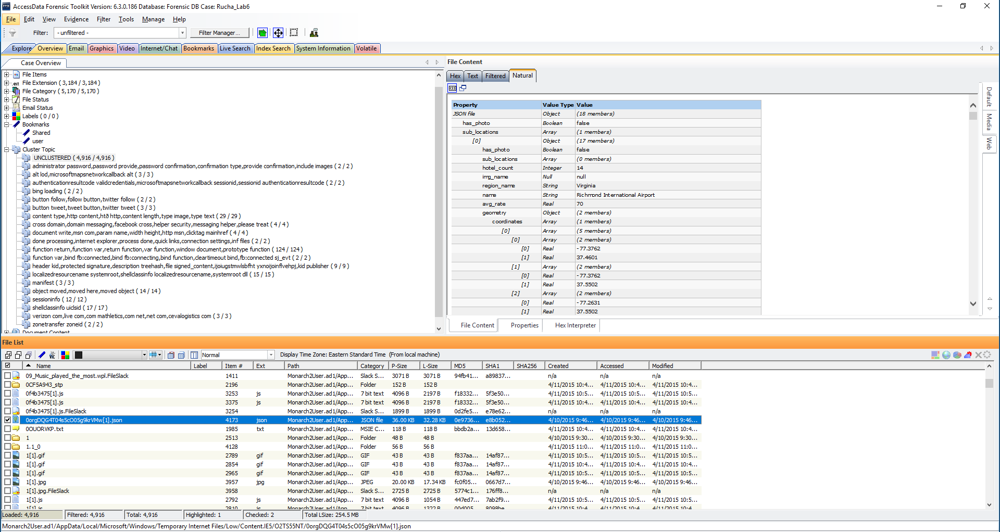 AccessData Forensic Toolkit Version: 6.3.0.186 Database: Forensic DB Case: Rucha_Lab6
File Edit View Evidence Filter Tools Manage Help
Filter: - unfiltered - Filter Manager...
Explore Overview Email Graphics Video Internet/Chat Bookmarks Live Search Index Search System Information Volatile
Case Overview
File Items
File Extension ( 3,184 / 3,184 )
File Category ( 5,170 / 5,170 )
File Status
Email Status
Labels ( 0 / 0 )
Bookmarks
Shared
user
Cluster Topic
UNCLUSTERED ( 4,916 / 4,916 )
administrator password,password provide,password confirmation,confirmation type,provide confirmation,include images ( 2 / 2 )
alt lod,microsoftmapsnetworkcallback alt ( 3 / 3 )
authenticationresultcode validcredentials,microsoftmapsnetworkcallback sessionid,sessionid authenticationresultcode ( 2 / 2 )
bing loading ( 2 / 2 )
button follow,follow button,twitter follow ( 2 / 2 )
button tweet,tweet button,twitter tweet ( 3 / 3 )
content type,http content,htð http,content length,type image,type text ( 29 / 29 )
cross domain,domain messaging,facebook cross,helper security,messaging helper,please treat ( 4 / 4 )
document write,msn com,param name,width height,http msn,clicktag mainhref ( 4 / 4 )
done processing,internet explorer,process done,quick links,connection settings,inf files ( 2 / 2 )
function return,function var,return function,var function,window document,prototype function ( 124 / 124 )
function var,bind fb:connected,bind fb:connecting,bind function,cleartimeout bind,fb:connected sj_evt ( 2 / 2 )
header kid,protected signature,description treehash,file signed_content,ijoiugstmwlsbfht yxnoijoinflvehpj,kid publisher ( 9 / 9 )
localizedresourcename systemroot,shellclassinfo localizedresourcename,systemroot dll ( 15 / 15 )
manifest ( 3 / 3 )
object moved,moved here,moved object ( 14 / 14 )
sessioninfo ( 12 / 12 )
shellclassinfo uiclsid ( 17 / 17 )
verizon com,live com,com mathletics,com net,net com,cevalogistics com ( 3 / 3 )
zonetransfer zoneid ( 2 / 2 )
Document Content
File Content
Hex Text Filtered Natural
css
Property Value Type Value
JSON file Object (18 members)
has_photo Boolean false
sub_locations Array (1 members)
[0] Object (17 members)
has_photo Boolean false
sub_locations Array (0 members)
hotel_count Integer 14
img_name Null null
region_name String Virginia
name String Richmond International Airport
avg_rate Real 70
geometry Object (2 members)
coordinates Array (1 members)
[0] Array (5 members)
[0] Array (2 members)
[0] Real -77.3762
[1] Real 37.4601
[1] Array (2 members)
[0] Real -77.3762
[1] Real 37.5502
[2] Array (2 members)
[0] Real -77.2631
[1] Real 37.5502
Default
Media
Web
File Content Properties Hex Interpreter
File List
Normal Display Time Zone: Eastern Standard Time (From local machine)
Name Label Item # Ext Path Category P-Size L-Size MD5 SHA1 SHA256 Created Accessed Modified
09_Music_played_the_most.wpl.FileSlack 1411 Monarch2User.ad1/App... Slack S... 3071 B 3071 B 94fb41... a89837... n/a n/a n/a
0CF5A943_stp 2196 Monarch2User.ad1/App... Folder 152 B 152 B 4/11/2015 10:4... 4/11/2015 10:4... 4/11/2015 10:4...
0f4b3475[1].js 3253 js Monarch2User.ad1/App... 7 bit text 4096 B 2197 B f18332... 5f3e50... 4/11/2015 10:5... 4/11/2015 10:5... 4/11/2015 10:5...
0f4b3475[1].js 3375 js Monarch2User.ad1/App... 7 bit text 4096 B 2197 B f18332... 5f3e50... 4/11/2015 10:5... 4/11/2015 10:5... 4/11/2015 10:5...
0f4b3475[1].js.FileSlack 3254 Monarch2User.ad1/App... Slack S... 1899 B 1899 B 0d2fe5... e78e62... n/a n/a n/a
0orgDQG4T04s5cO05g9krVMw[1].json 4173 json Monarch2User.ad1/App... JSON file 36.00 KB 32.28 KB 0e9736... e8b052... 4/10/2015 9:46... 4/10/2015 9:46... 4/10/2015 9:46...
0OUORVKP.txt 1985 txt Monarch2User.ad1/App... MSIE C... 118 B 118 B bbdb2a... 13d658... 4/11/2015 10:4... 4/11/2015 10:4... 4/11/2015 10:4...
1 2513 Monarch2User.ad1/App... Folder 48 B 48 B 4/10/2015 9:30... 4/10/2015 9:30... 4/10/2015 9:30...
1.1_0 4128 Monarch2User.ad1/App... Folder 56 B 56 B 4/11/2015 11:0... 4/11/2015 11:0... 4/11/2015 11:0...
1[1].gif 2789 gif Monarch2User.ad1/App... GIF 43 B 43 B f837aa... 14af87... 4/11/2015 10:5... 4/11/2015 10:5... 4/11/2015 10:5...
1[1].gif 2854 gif Monarch2User.ad1/App... GIF 43 B 43 B f837aa... 14af87... 4/11/2015 10:4... 4/11/2015 10:4... 4/11/2015 10:4...
1[1].gif 2965 gif Monarch2User.ad1/App... GIF 43 B 43 B f837aa... 14af87... 4/11/2015 10:5... 4/11/2015 10:5... 4/11/2015 10:5...
1[1].jpg 3957 jpg Monarch2User.ad1/App... JPEG 20.00 KB 17.34 KB fc0f05... 0667d7... 4/10/2015 9:46... 4/10/2015 9:46... 4/10/2015 9:46...
1[1].jpg.FileSlack 3958 Monarch2User.ad1/App... Slack S... 2725 B 2725 B 5774c1... 176ff8... n/a n/a n/a
1[1].js 2792 js Monarch2User.ad1/App... 7 bit text 4096 B 1054 B 447ed7... 7ab2f9... 4/11/2015 10:5... 4/11/2015 10:5... 4/11/2015 10:5...
1[1].js 2810 js Monarch2User.ad1/App... 7 bit text 4096 B 1322 B 00d005... 8098be... 4/11/2015 10:4... 4/11/2015 10:4... 4/11/2015 10:4...
Loaded: 4,916 Filtered: 4,916 Total: 4,916 Highlighted: 1 Checked: 2 Total LSize: 254.5 MB
Monarch2User.ad1/AppData/Local/Microsoft/Windows/Temporary Internet Files/Low/Content.IE5/O2TS55NT/0orgDQG4T04s5cO05g9krVMw[1].json